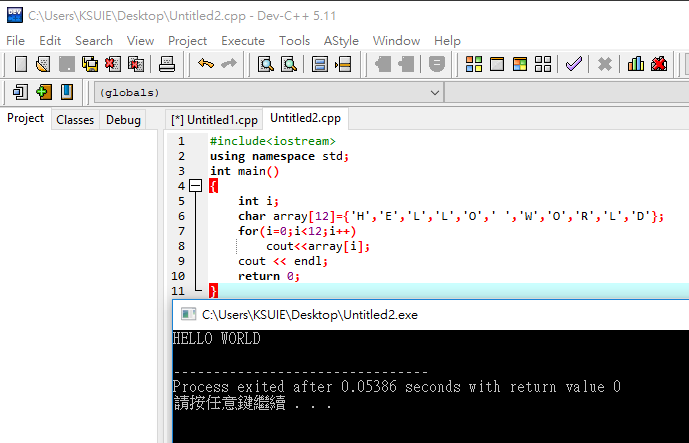 C:\Users\KSUIE\Desktop\Untitled2.cpp - Dev-C++ 5.11
File Edit Search View Project Execute Tools AStyle Window Help
(globals)
Project Classes Debug [*] Untitled1.cpp Untitled2.cpp
1 #include<iostream>
2 using namespace std;
3 int main()
4 {
5 int i;
6 char array[12]={'H','E','L','L','O',' ','W','O','R','L','D'};
7 for(i=0;i<12;i++)
8 cout<<array[i];
9 cout << endl;
10 return 0;
11 }
C:\Users\KSUIE\Desktop\Untitled2.exe
HELLO WORLD
--------------------------------
Process exited after 0.05386 seconds with return value 0
請按任意鍵繼續 . . .